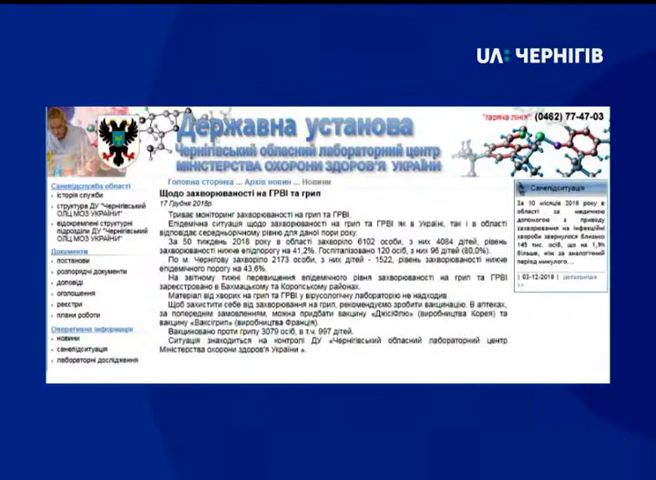 UA: ЧЕРНІГІВ
"гаряча лінія": (0462) 77-47-03
Державна установа
Чернігівський обласний лабораторний центр
МІНІСТЕРСТВА ОХОРОНИ ЗДОРОВ'Я УКРАЇНИ
Головна сторінка ... Архів новин ... Новини
Санепідслужба області
історія служби
структура ДУ "Чернігівський
ОЛЦ МОЗ УКРАЇНИ"
відокремлені структурні
підрозділи ДУ "Чернігівський
ОЛЦ МОЗ УКРАЇНИ"
Документи
постанови
розпорядчі документи
доповіді
оголошення
реєстри
плани роботи
Оперативна інформація
новини
санепідситуація
лабораторні дослідження
Щодо захворюваності на ГРВІ та грип
17 Грудня 2018р.
Триває моніторинг захворюваності на грип та ГРВІ.
Епідемічна ситуація щодо захворюваності на грип та ГРВІ як в Україні, так і в області
відповідає середньорічному рівню для даної пори року.
За 50 тиждень 2018 року в області захворіло 6102 особи, з них 4084 дітей, рівень
захворюваності нижче епідпорогу на 41,2%. Госпіталізовано 120 осіб, з них 96 дітей (80,0%).
По м. Чернігову захворіло 2173 особи, з них дітей - 1522, рівень захворюваності нижче
епідемічного порогу на 43,6%.
На звітному тижні перевищення епідемічного рівня захворюваності на грип та ГРВІ
зареєстровано в Бахмацькому та Коропському районах.
Матеріал від хворих на грип та ГРВІ у вірусологічну лабораторію не надходив.
Щоб захистити себе від захворювання на грип, рекомендуємо зробити вакцинацію. В аптеках,
за попереднім замовленням, можна придбати вакцину «ДжіСіФлю» (виробництва Корея) та
вакцину «Ваксігрип» (виробництва Франція).
Вакциновано проти грипу 3079 осіб, в т.ч. 997 дітей.
Ситуація знаходиться на контролі ДУ «Чернігівський обласний лабораторний центр
Міністерства охорони здоров'я України ».
Санепідситуація
За 10 місяців 2018 року в
області за медичною
допомогою з приводу
захворювання на інфекційні
хвороби звернулося близько
145 тис. осіб, що на 1,9%
більше, ніж за аналогічний
період минулого...
| 03-12-2018 | детальніше
>>